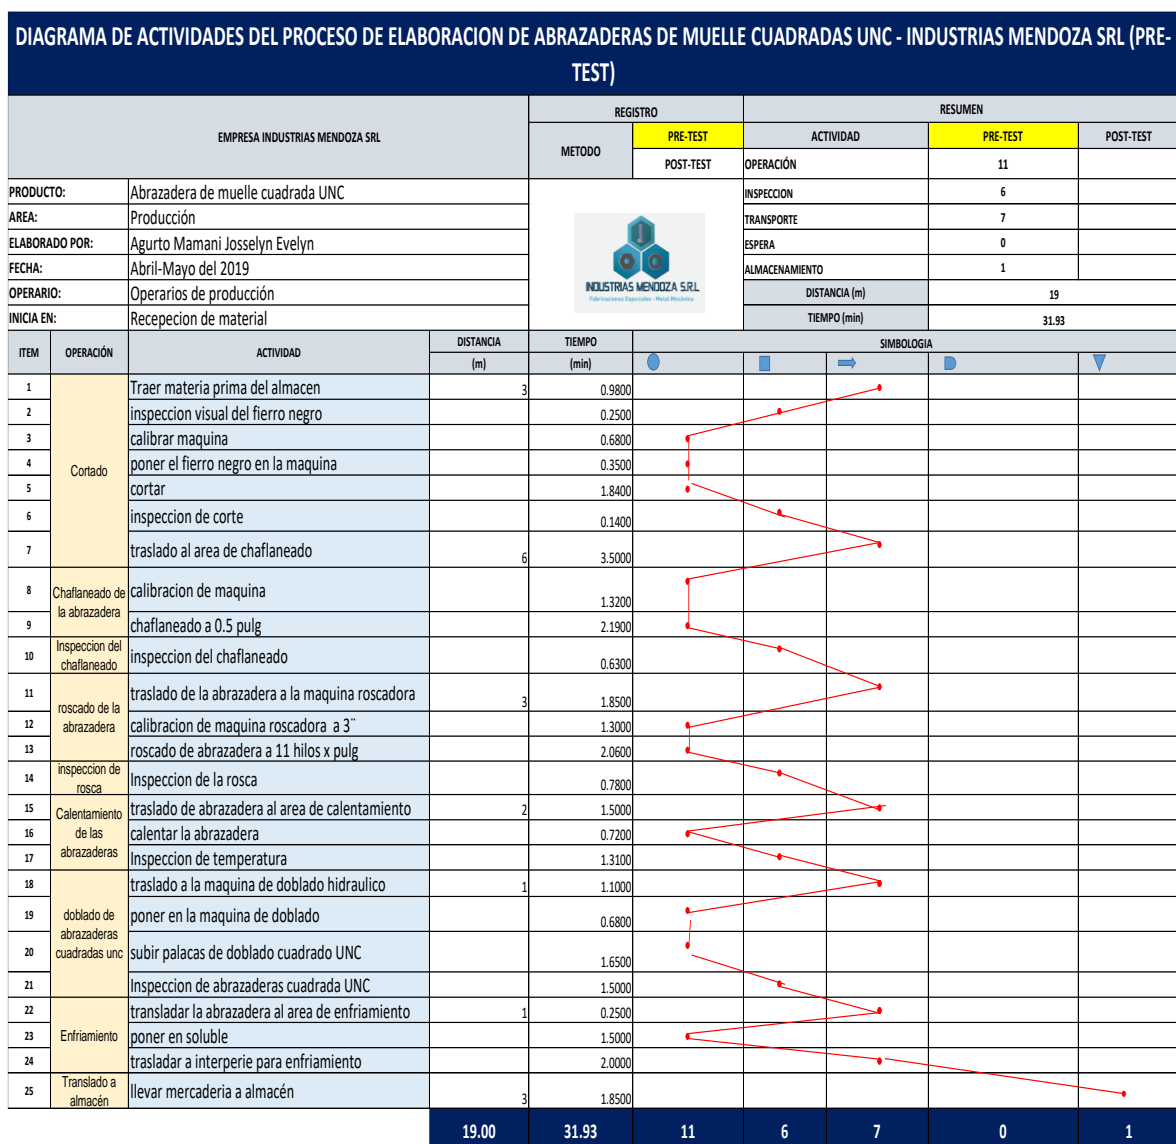 DIAGRAMA DE ACTIVIDADES DEL PROCESO DE ELABORACION DE ABRAZADERAS DE MUELLE CUADRADAS UNC - INDUSTRIAS MENDOZA SRL (PRE-
TEST)
EMPRESA INDUSTRIAS MENDOZA SRL
REGISTRO
RESUMEN
METODO
PRE-TEST
ACTIVIDAD
PRE-TEST
POST-TEST
POST-TEST
OPERACIÓN 11
PRODUCTO: Abrazadera de muelle cuadrada UNC
INSPECCION 6
AREA: Producción
TRANSPORTE 7
ELABORADO POR: Agurto Mamani Josselyn Evelyn
ESPERA 0
FECHA: Abril-Mayo del 2019
ALMACENAMIENTO 1
OPERARIO: Operarios de producción
DISTANCIA (m) 19
INICIA EN: Recepecion de material
TIEMPO (min) 31.93
INDUSTRIAS MENDOZA S.R.L
Fabricaciones Especiales - Metal Mecánica
ITEM OPERACIÓN ACTIVIDAD DISTANCIA TIEMPO SIMBOLOGIA
(m) (min)
Cortado
1 Traer materia prima del almacen 3 0.9800
2 inspeccion visual del fierro negro 0.2500
3 calibrar maquina 0.6800
4 poner el fierro negro en la maquina 0.3500
5 cortar 1.8400
6 inspeccion de corte 0.1400
7 traslado al area de chaflaneado 6 3.5000
Chaflaneado de
la abrazadera
8 calibracion de maquina 1.3200
9 chaflaneado a 0.5 pulg 2.1900
Inspeccion del
chaflaneado
10 inspeccion del chaflaneado 0.6300
roscado de la
abrazadera
11 traslado de la abrazadera a la maquina roscadora 3 1.8500
12 calibracion de maquina roscadora a 3¨ 1.3000
13 roscado de abrazadera a 11 hilos x pulg 2.0600
inspeccion de
rosca
14 Inspeccion de la rosca 0.7800
Calentamiento
de las
abrazaderas
15 traslado de abrazadera al area de calentamiento 2 1.5000
16 calentar la abrazadera 0.7200
17 Inspeccion de temperatura 1.3100
doblado de
abrazaderas
cuadradas unc
18 traslado a la maquina de doblado hidraulico 1 1.1000
19 poner en la maquina de doblado 0.6800
20 subir palacas de doblado cuadrado UNC 1.6500
21 Inspeccion de abrazaderas cuadrada UNC 1.5000
Enfriamiento
22 transladar la abrazadera al area de enfriamiento 1 0.2500
23 poner en soluble 1.5000
24 trasladar a interperie para enfriamiento 2.0000
Translado a
almacén
25 llevar mercaderia a almacén 3 1.8500
19.00 31.93 11 6 7 0 1